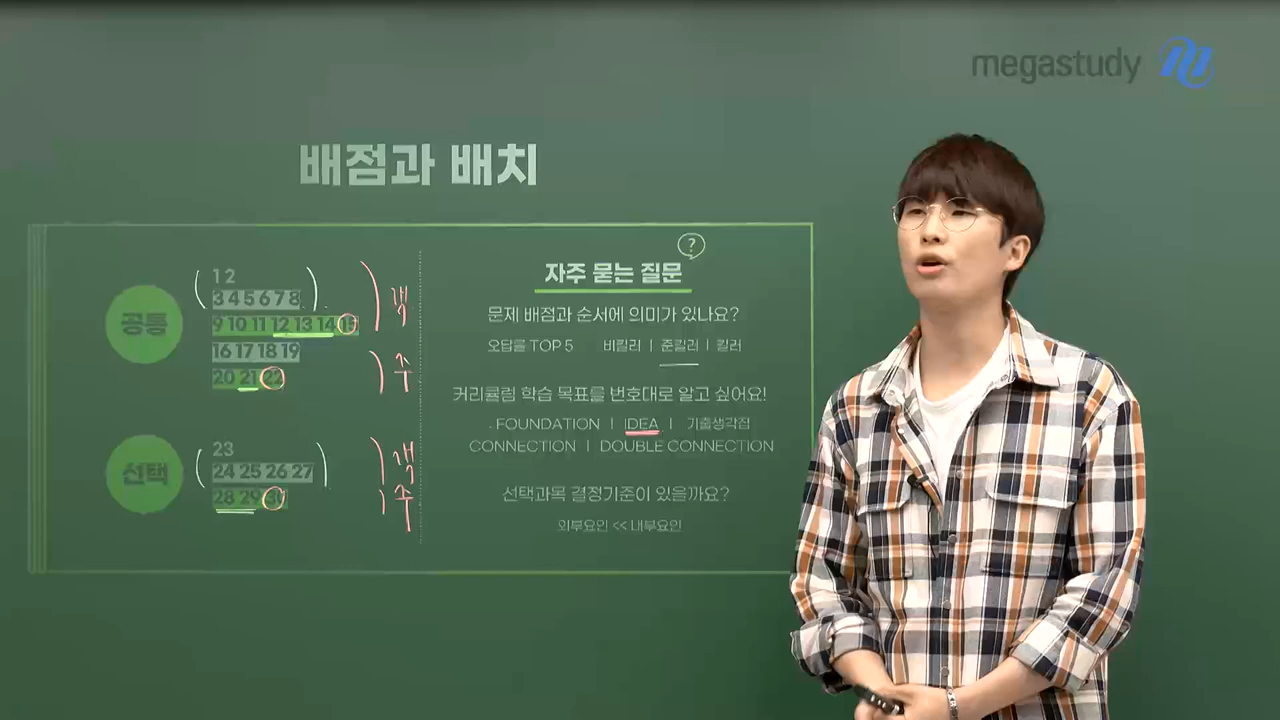 megastudy
배점과 배치
공통
1 2
3 4 5 6 7 8
9 10 11 12 13 14 15
객
16 17 18 19
20 21 22
주
선택
23
24 25 26 27
객
28 29 30
주
?
자주 묻는 질문
문제 배점과 순서에 의미가 있나요?
오답률 TOP 5 비킬러 | 준킬러 | 킬러
커리큘럼 학습 목표를 번호대로 알고 싶어요!
FOUNDATION | IDEA | 기출생각집
CONNECTION | DOUBLE CONNECTION
선택과목 결정기준이 있을까요?
외부요인 << 내부요인